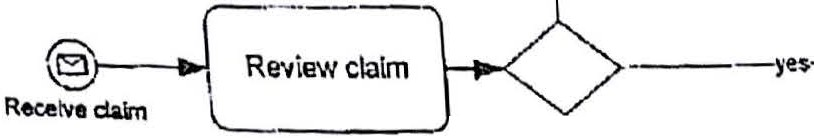 Review claim
yes
Receive claim